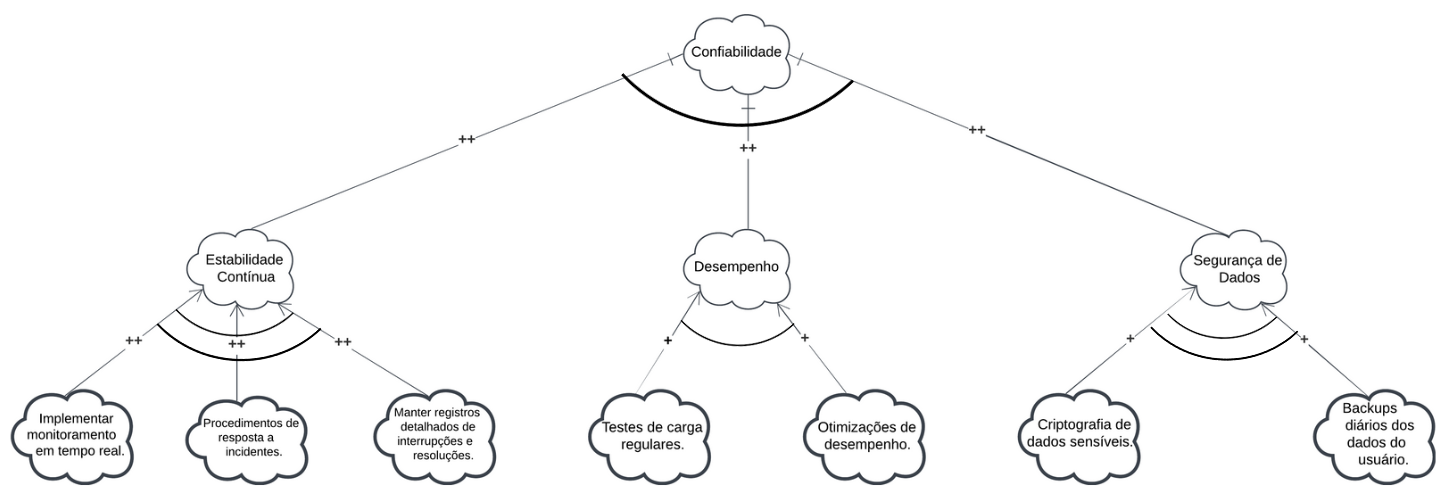 Confiabilidade
++
++
++
Estabilidade
Contínua
Desempenho
Segurança de
Dados
++
++
++
+
+
+
+
Implementar
monitoramento
em tempo real.
Procedimentos de
resposta a
incidentes.
Manter registros
detalhados de
interrupções e
resoluções.
Testes de carga
regulares.
Otimizações de
desempenho.
Criptografia de
dados sensíveis.
Backups
diários dos
dados do
usuário.